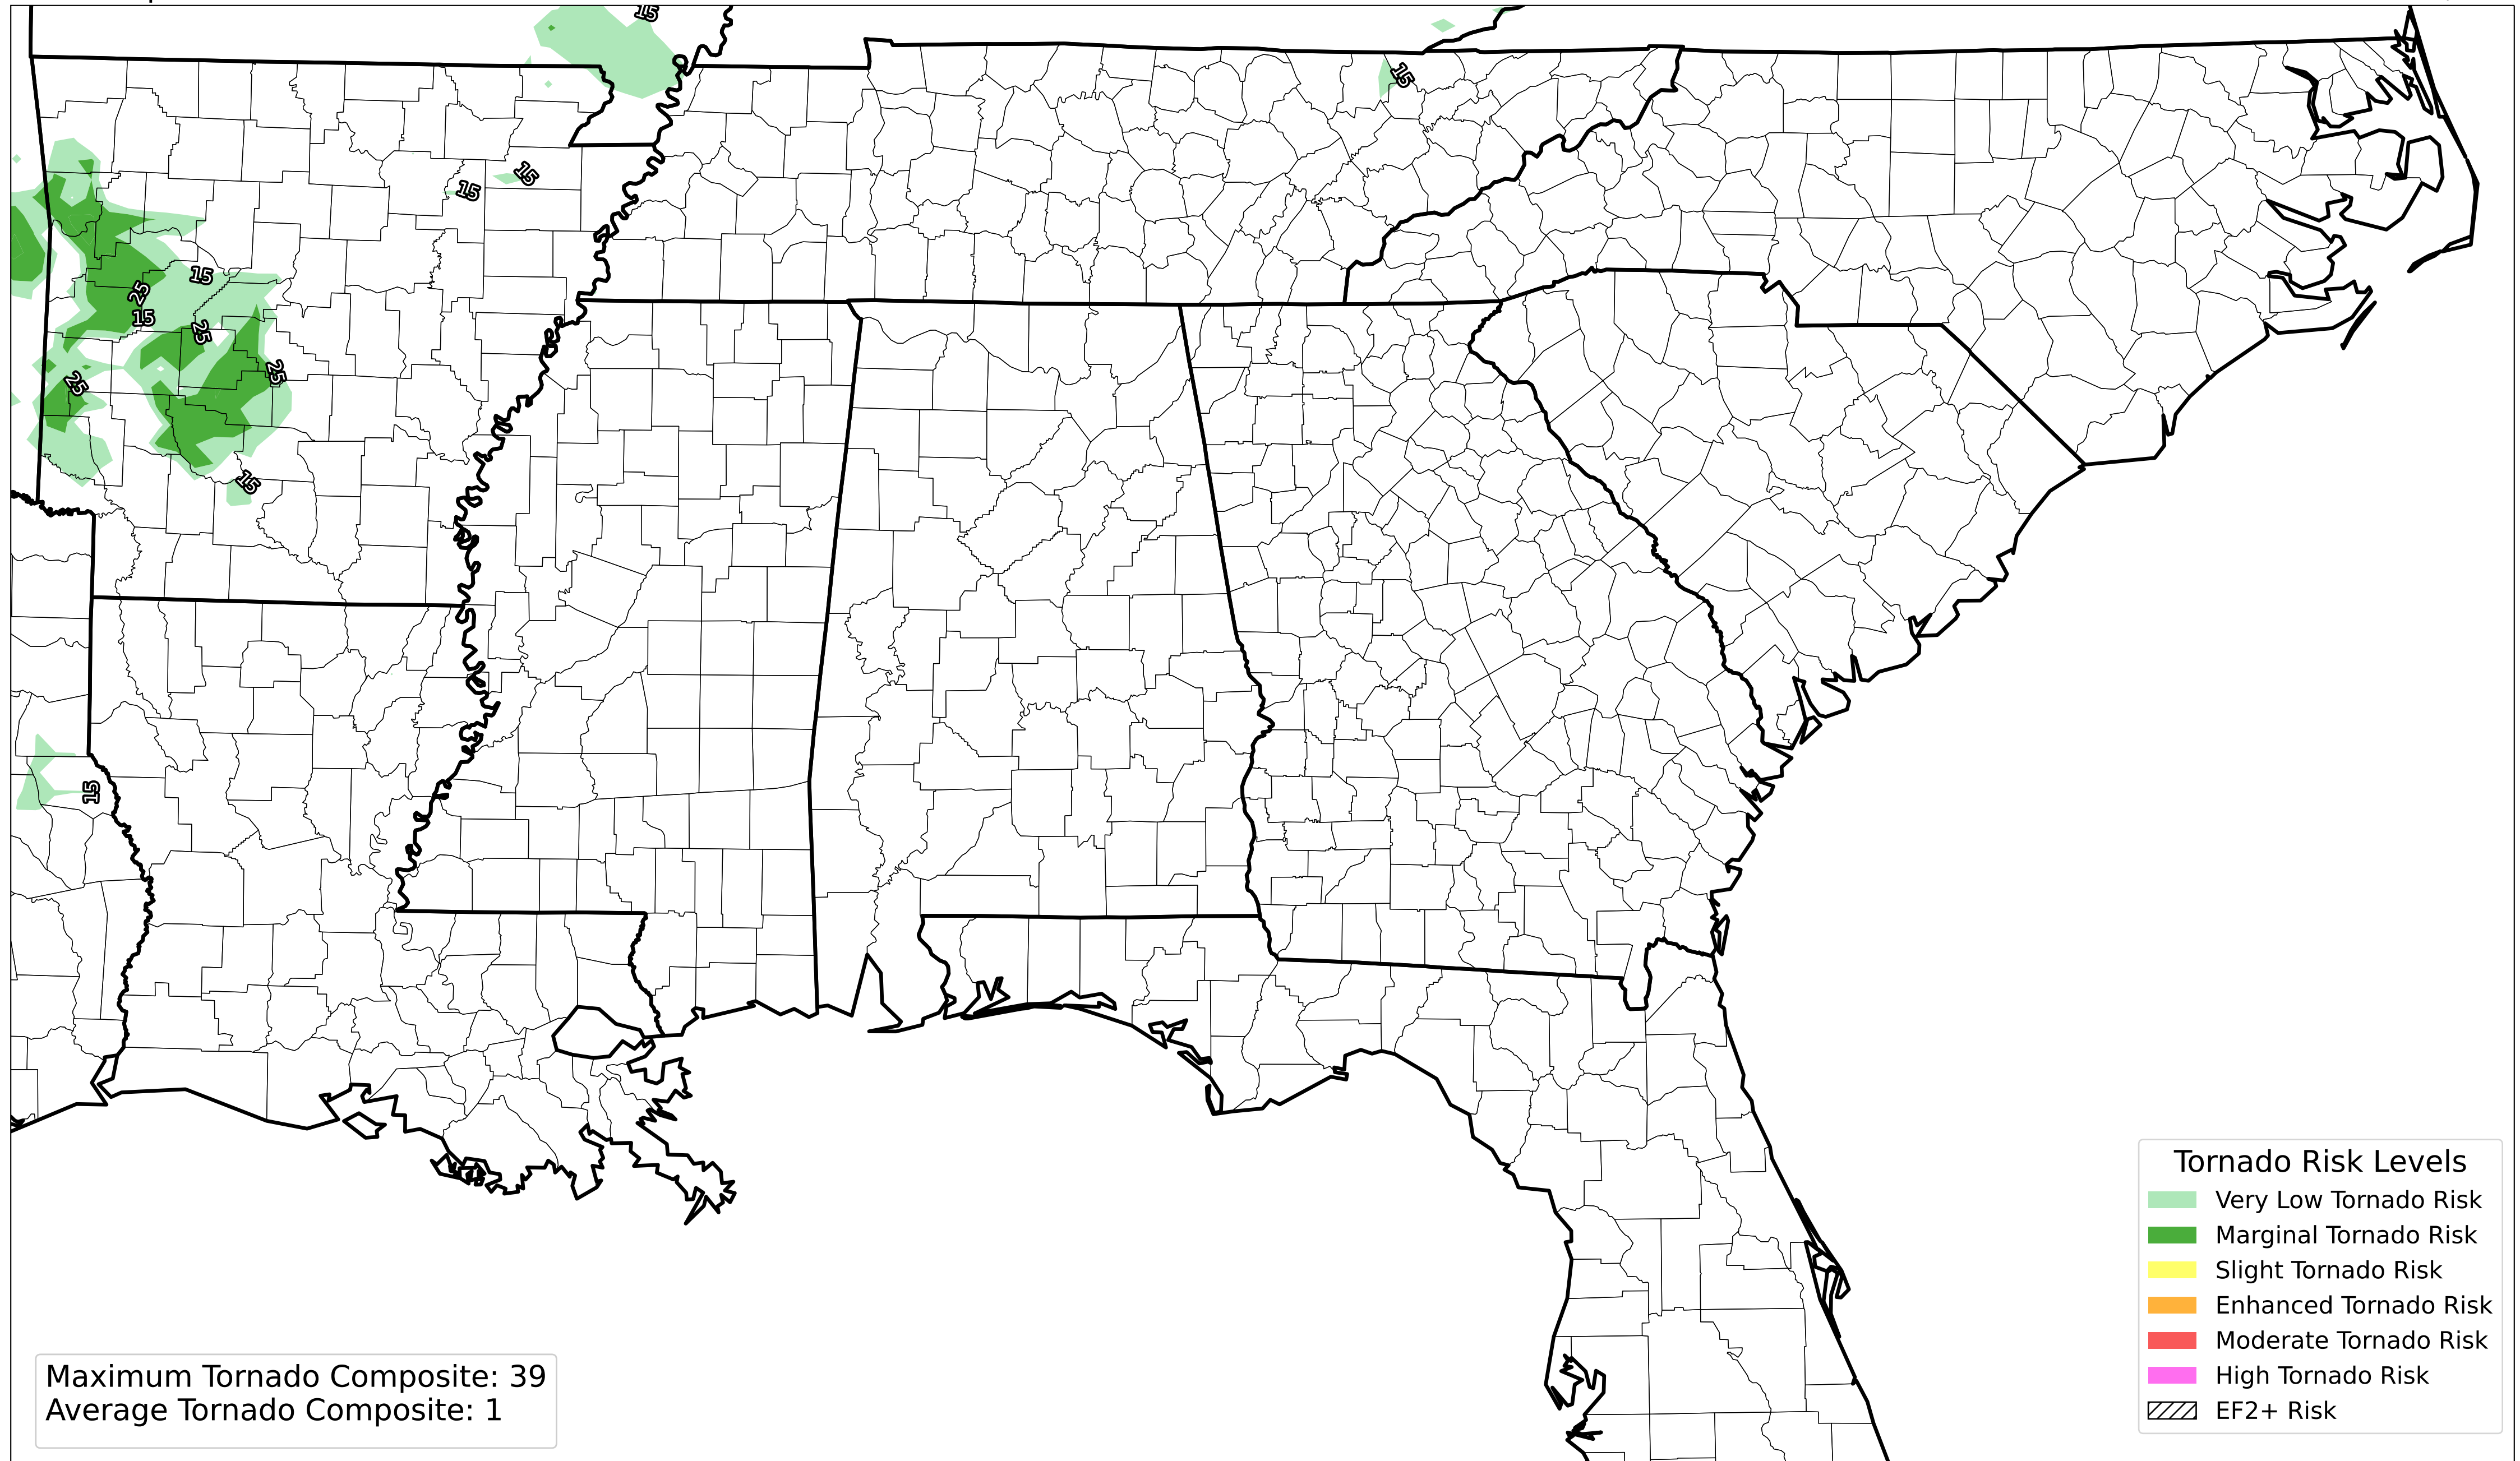 15
15
15
15
15
25
15
25
25
25
15
15
Tornado Risk Levels
Very Low Tornado Risk
Marginal Tornado Risk
Slight Tornado Risk
Enhanced Tornado Risk
Moderate Tornado Risk
High Tornado Risk
EF2+ Risk
Maximum Tornado Composite: 39
Average Tornado Composite: 1